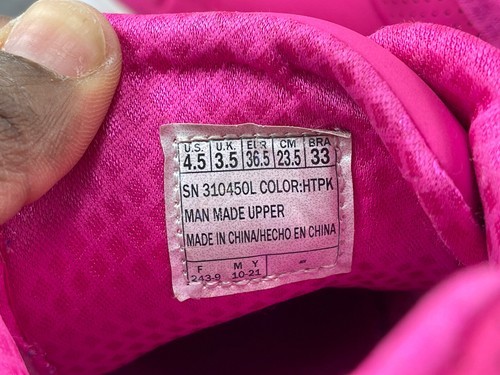 U.S. U.K. EUR CM BRA
4.5 3.5 36.5 23.5 33
SN 310450L COLOR:HTPK
MAN MADE UPPER
MADE IN CHINA/HECHO EN CHINA
F M Y
243-9 10-21 -